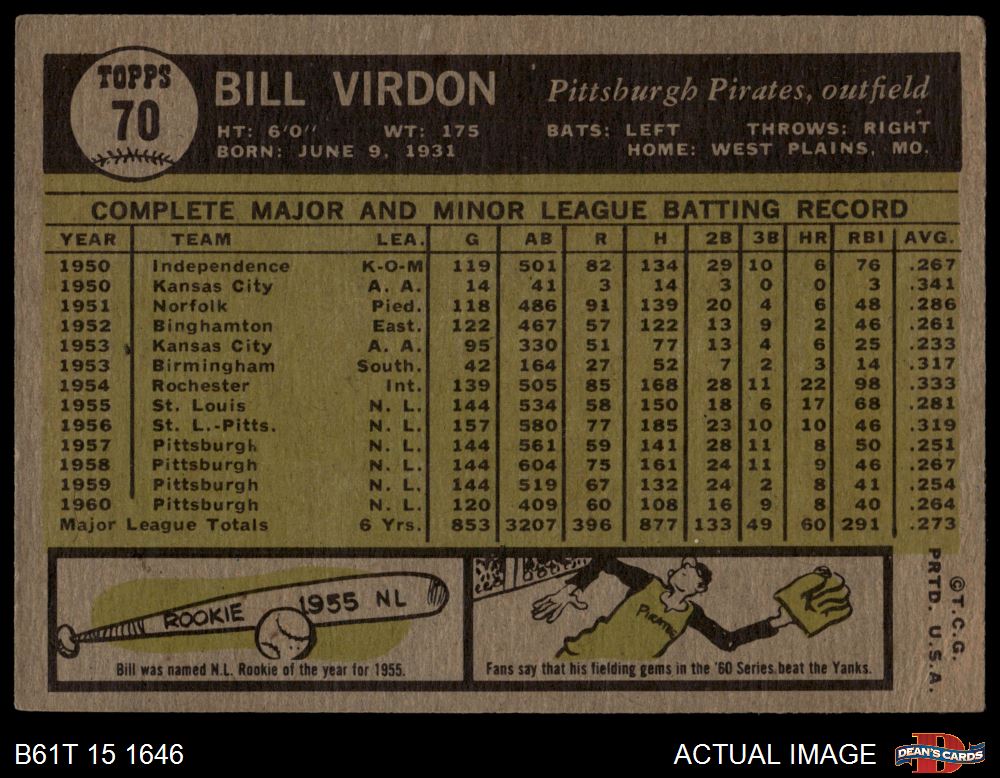 TOPPS
70
BILL VIRDON
Pittsburgh Pirates, outfield
HT: 6'0" WT: 175 BATS: LEFT THROWS: RIGHT
BORN: JUNE 9, 1931 HOME: WEST PLAINS, MO.
COMPLETE MAJOR AND MINOR LEAGUE BATTING RECORD
YEAR TEAM LEA. G AB R H 2B 3B HR RBI AVG.
1950 Independence K-O-M 119 501 82 134 29 10 6 76 .267
1950 Kansas City A. A. 14 41 3 14 3 0 0 3 .341
1951 Norfolk Pied. 118 486 91 139 20 4 6 48 .286
1952 Binghamton East. 122 467 57 122 13 9 2 46 .261
1953 Kansas City A. A. 95 330 51 77 13 4 6 25 .233
1953 Birmingham South. 42 164 27 52 7 2 3 14 .317
1954 Rochester Int. 139 505 85 168 28 11 22 98 .333
1955 St. Louis N. L. 144 534 58 150 18 6 17 68 .281
1956 St. L.-Pitts. N. L. 157 580 77 185 23 10 10 46 .319
1957 Pittsburgh N. L. 144 561 59 141 28 11 8 50 .251
1958 Pittsburgh N. L. 144 604 75 161 24 11 9 46 .267
1959 Pittsburgh N. L. 144 519 67 132 24 2 8 41 .254
1960 Pittsburgh N. L. 120 409 60 108 16 9 8 40 .264
Major League Totals 6 Yrs. 853 3207 396 877 133 49 60 291 .273
ROOKIE 1955 NL
Bill was named N.L. Rookie of the year for 1955.
Pirates
Fans say that his fielding gems in the '60 Series beat the Yanks.
©T.C.G.
PRTD. U.S.A.
B61T 15 1646
ACTUAL IMAGE
D
DEAN'S CARDS